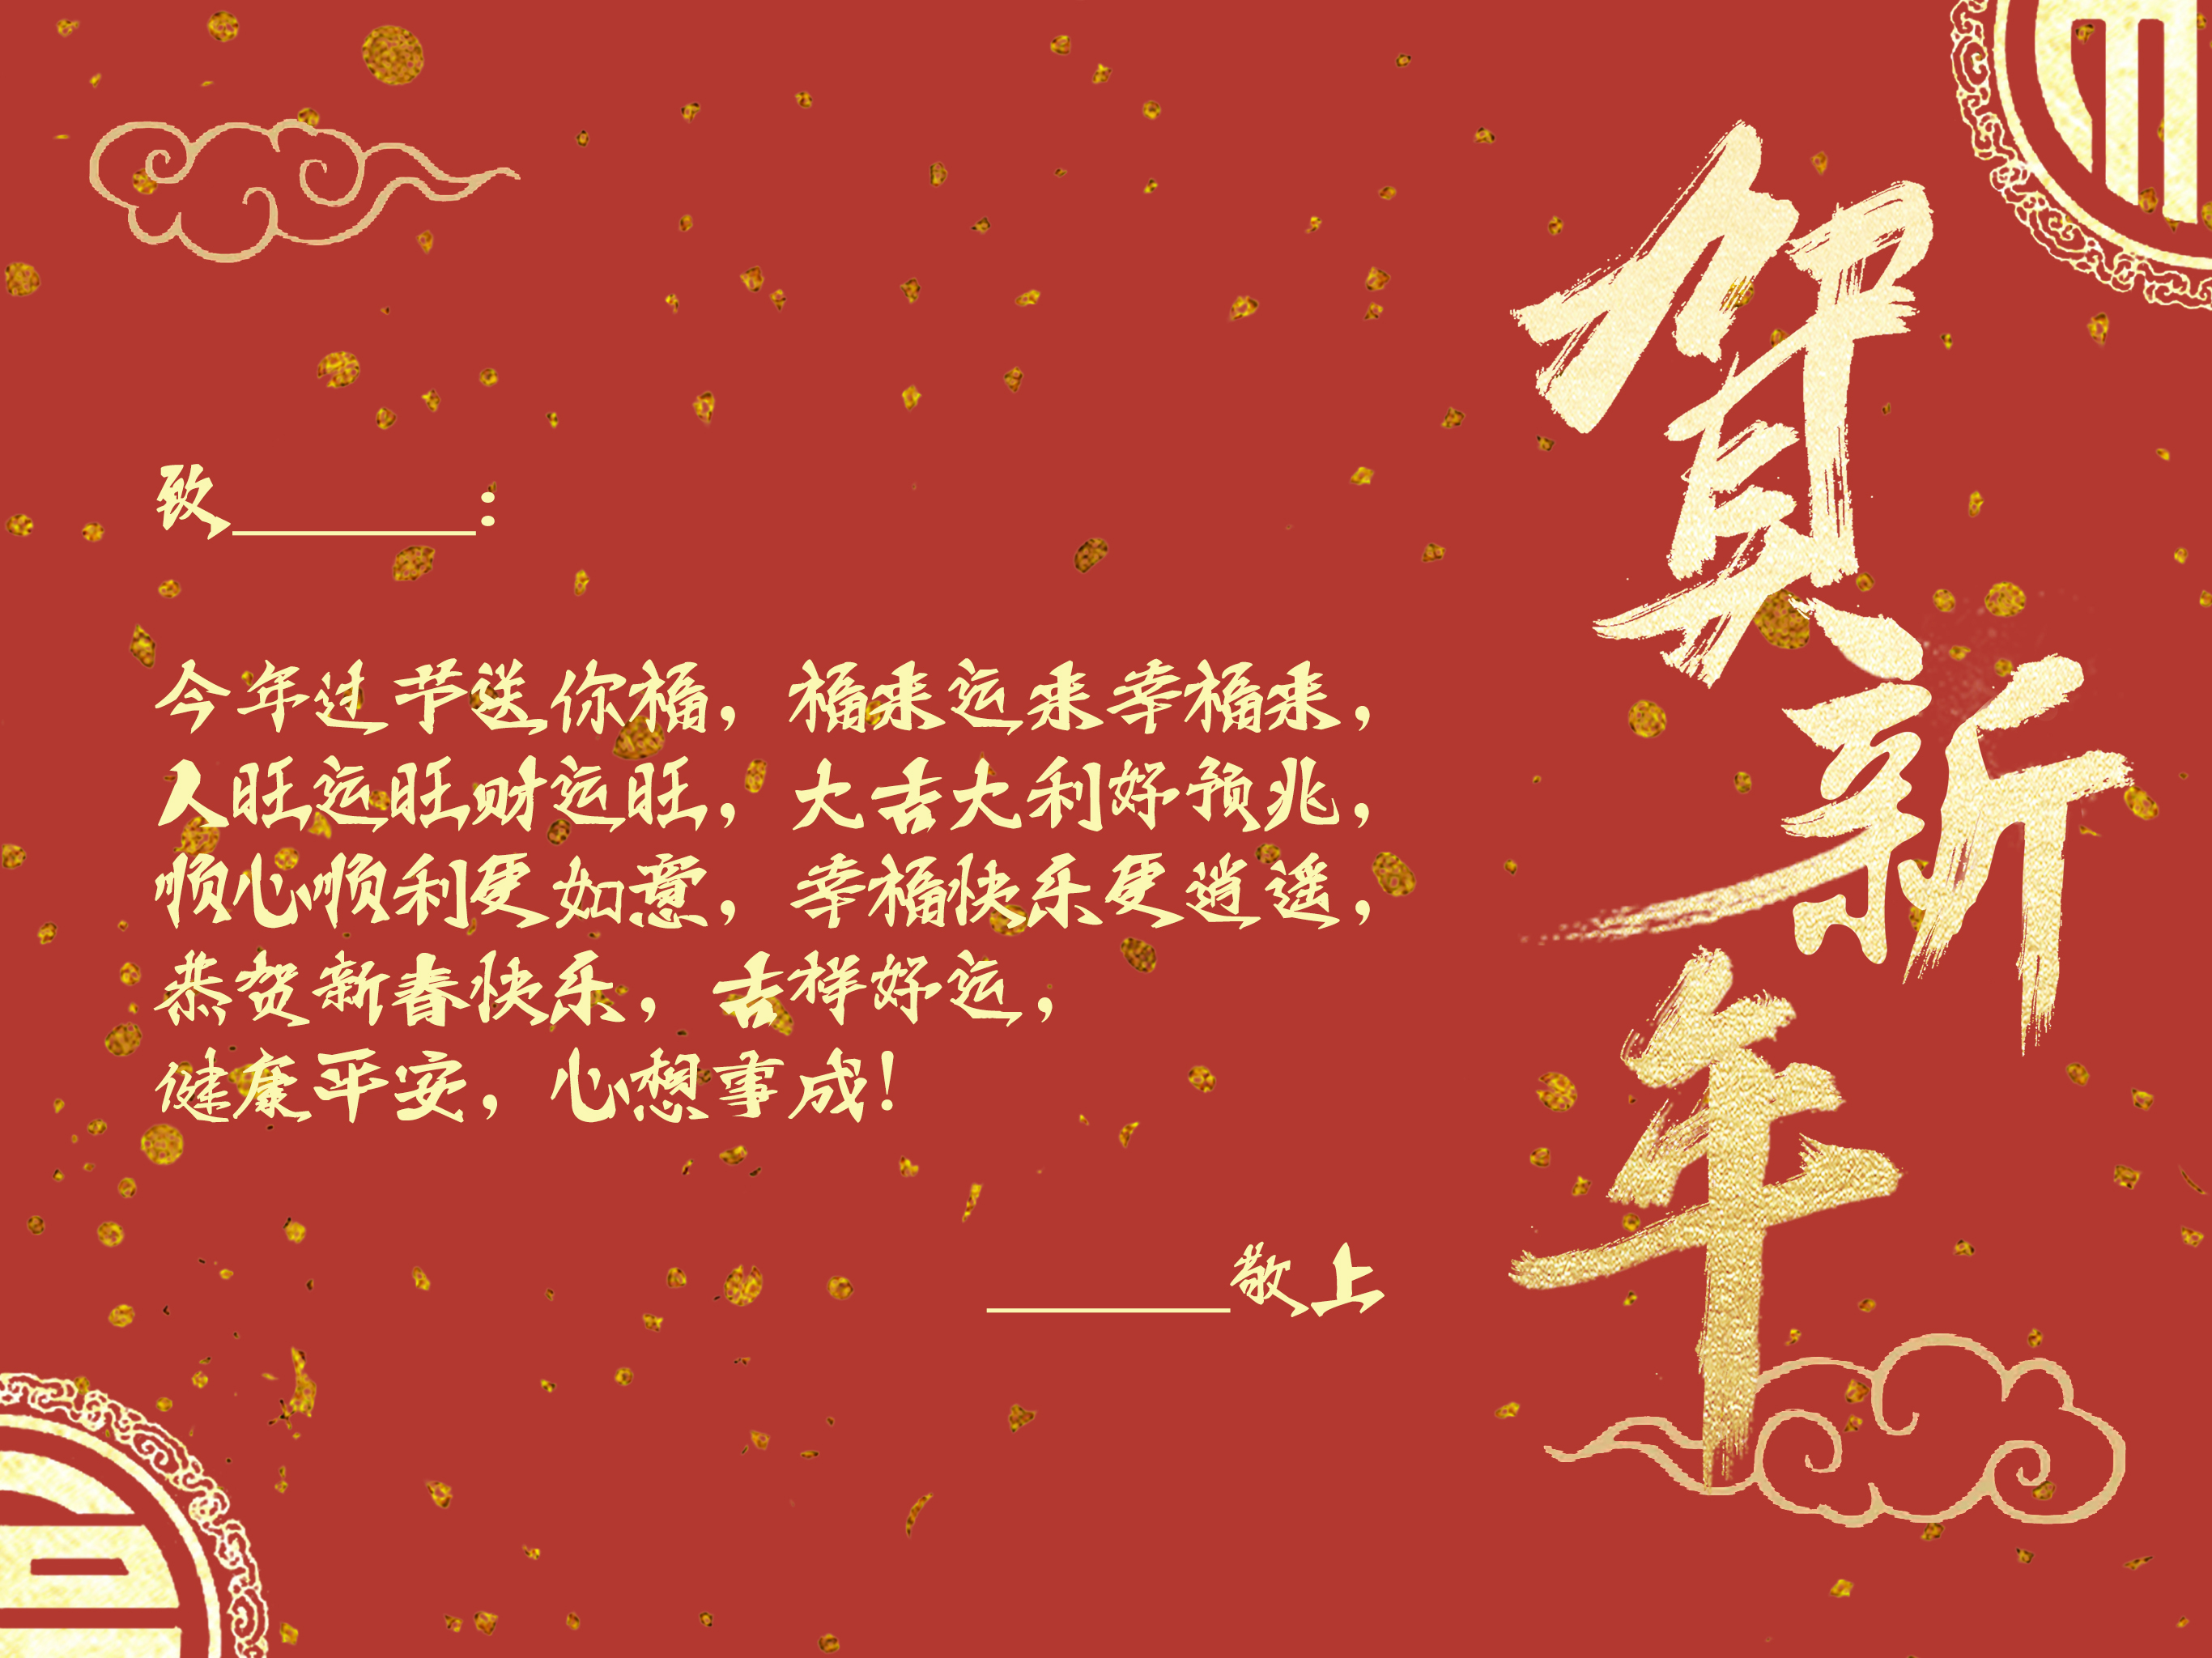 贺新年
致______：
今年过节送你福，福来运来幸福来，
人旺运旺财运旺，大吉大利好预兆，
顺心顺利更如意，幸福快乐更逍遥，
恭贺新春快乐，吉祥好运，
健康平安，心想事成！
______敬上